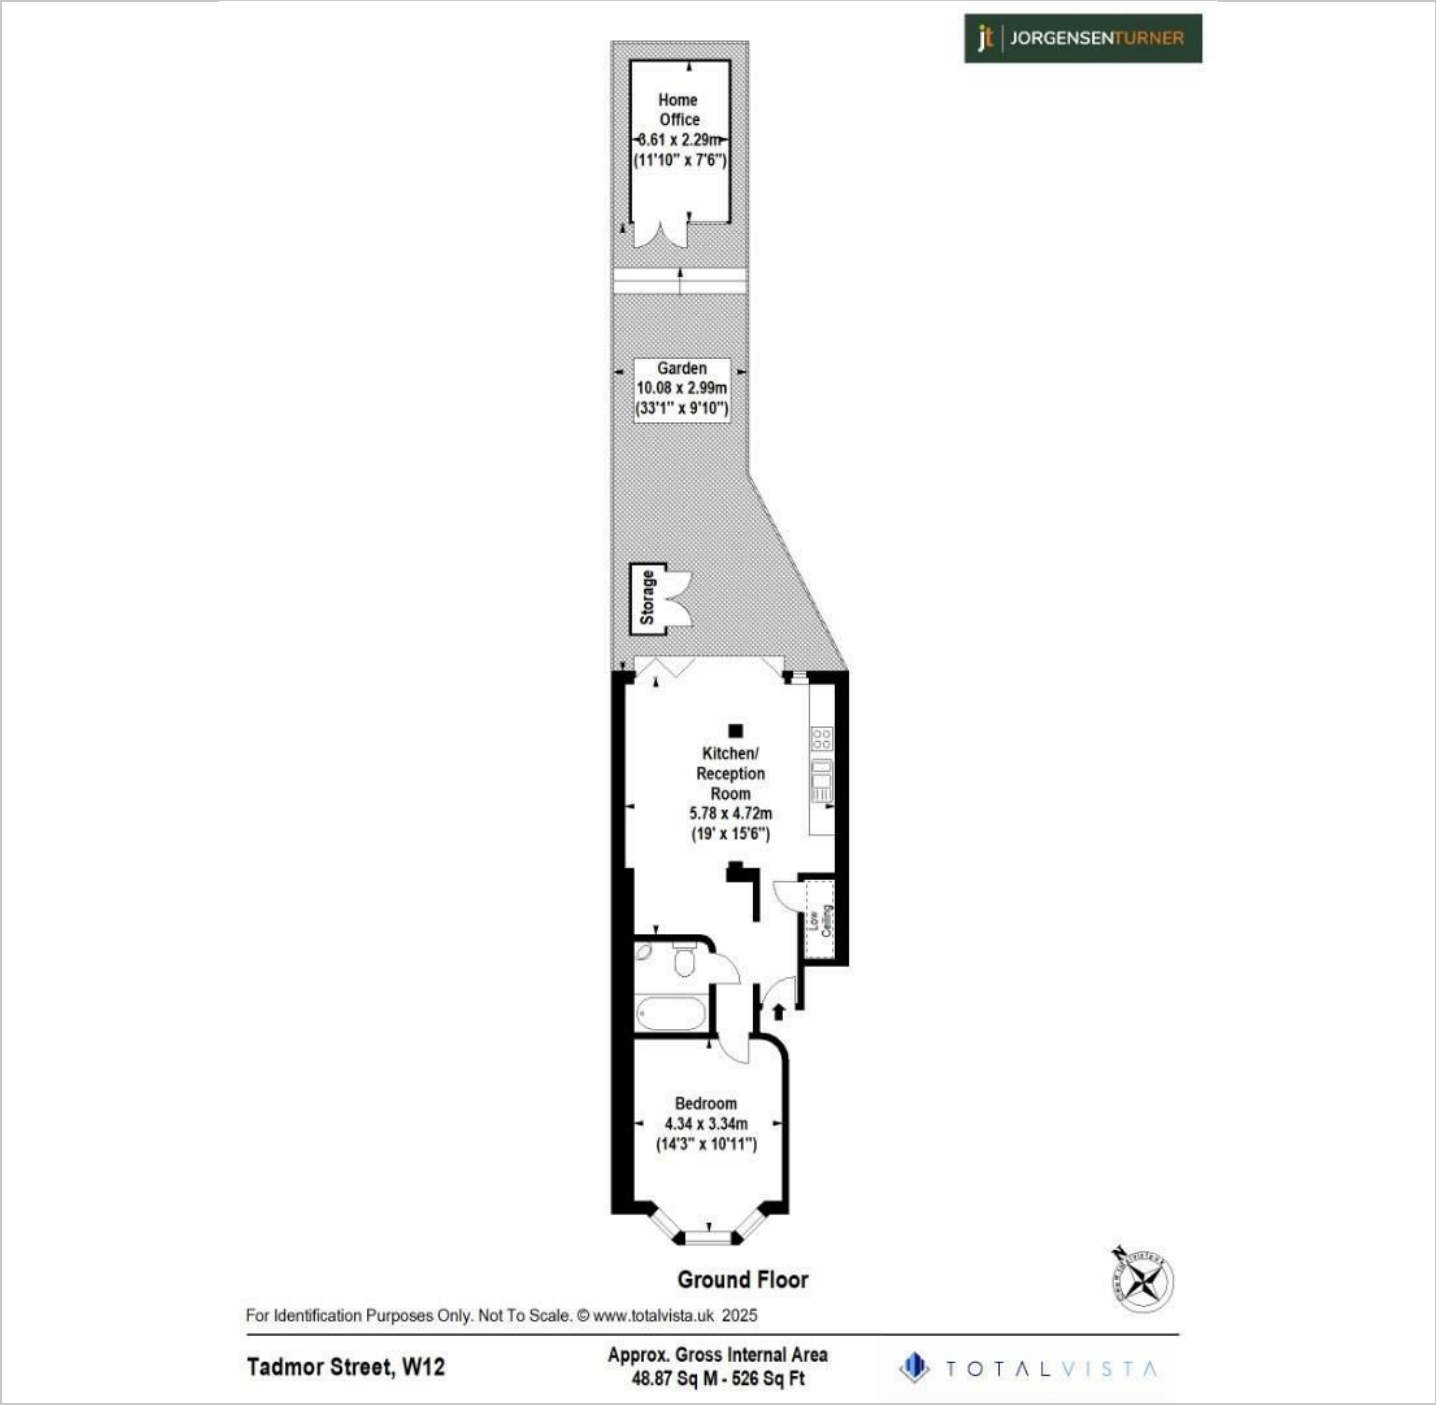 jt JORGENSENTURNER
Home
Office
3.61 x 2.29m
(11'10" x 7'6")
Garden
10.08 x 2.99m
(33'1" x 9'10")
Storage
Kitchen/
Reception
Room
5.78 x 4.72m
(19' x 15'6")
Low
Ceiling
Bedroom
4.34 x 3.34m
(14'3" x 10'11")
Ground Floor
N
For Identification Purposes Only. Not To Scale. © www.totalvista.uk 2025
Tadmor Street, W12
Approx. Gross Internal Area
48.87 Sq M - 526 Sq Ft
TOTALVISTA